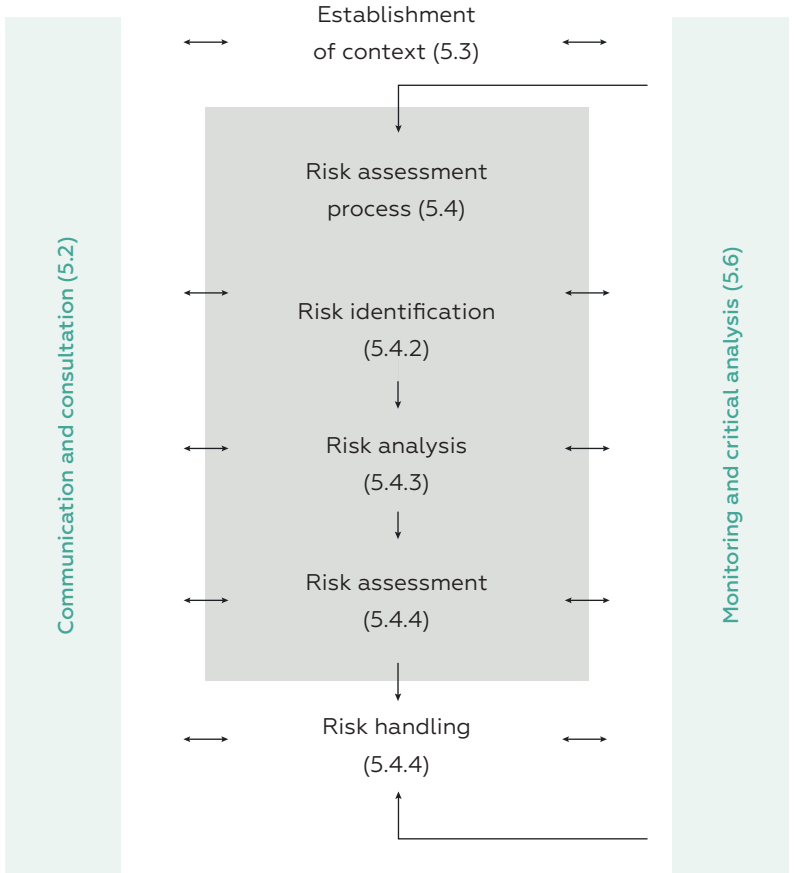 Establishment
of context (5.3)
Risk assessment
process (5.4)
Communication and consultation (5.2)
Monitoring and critical analysis (5.6)
Risk identification
(5.4.2)
Risk analysis
(5.4.3)
Risk assessment
(5.4.4)
Risk handling
(5.4.4)